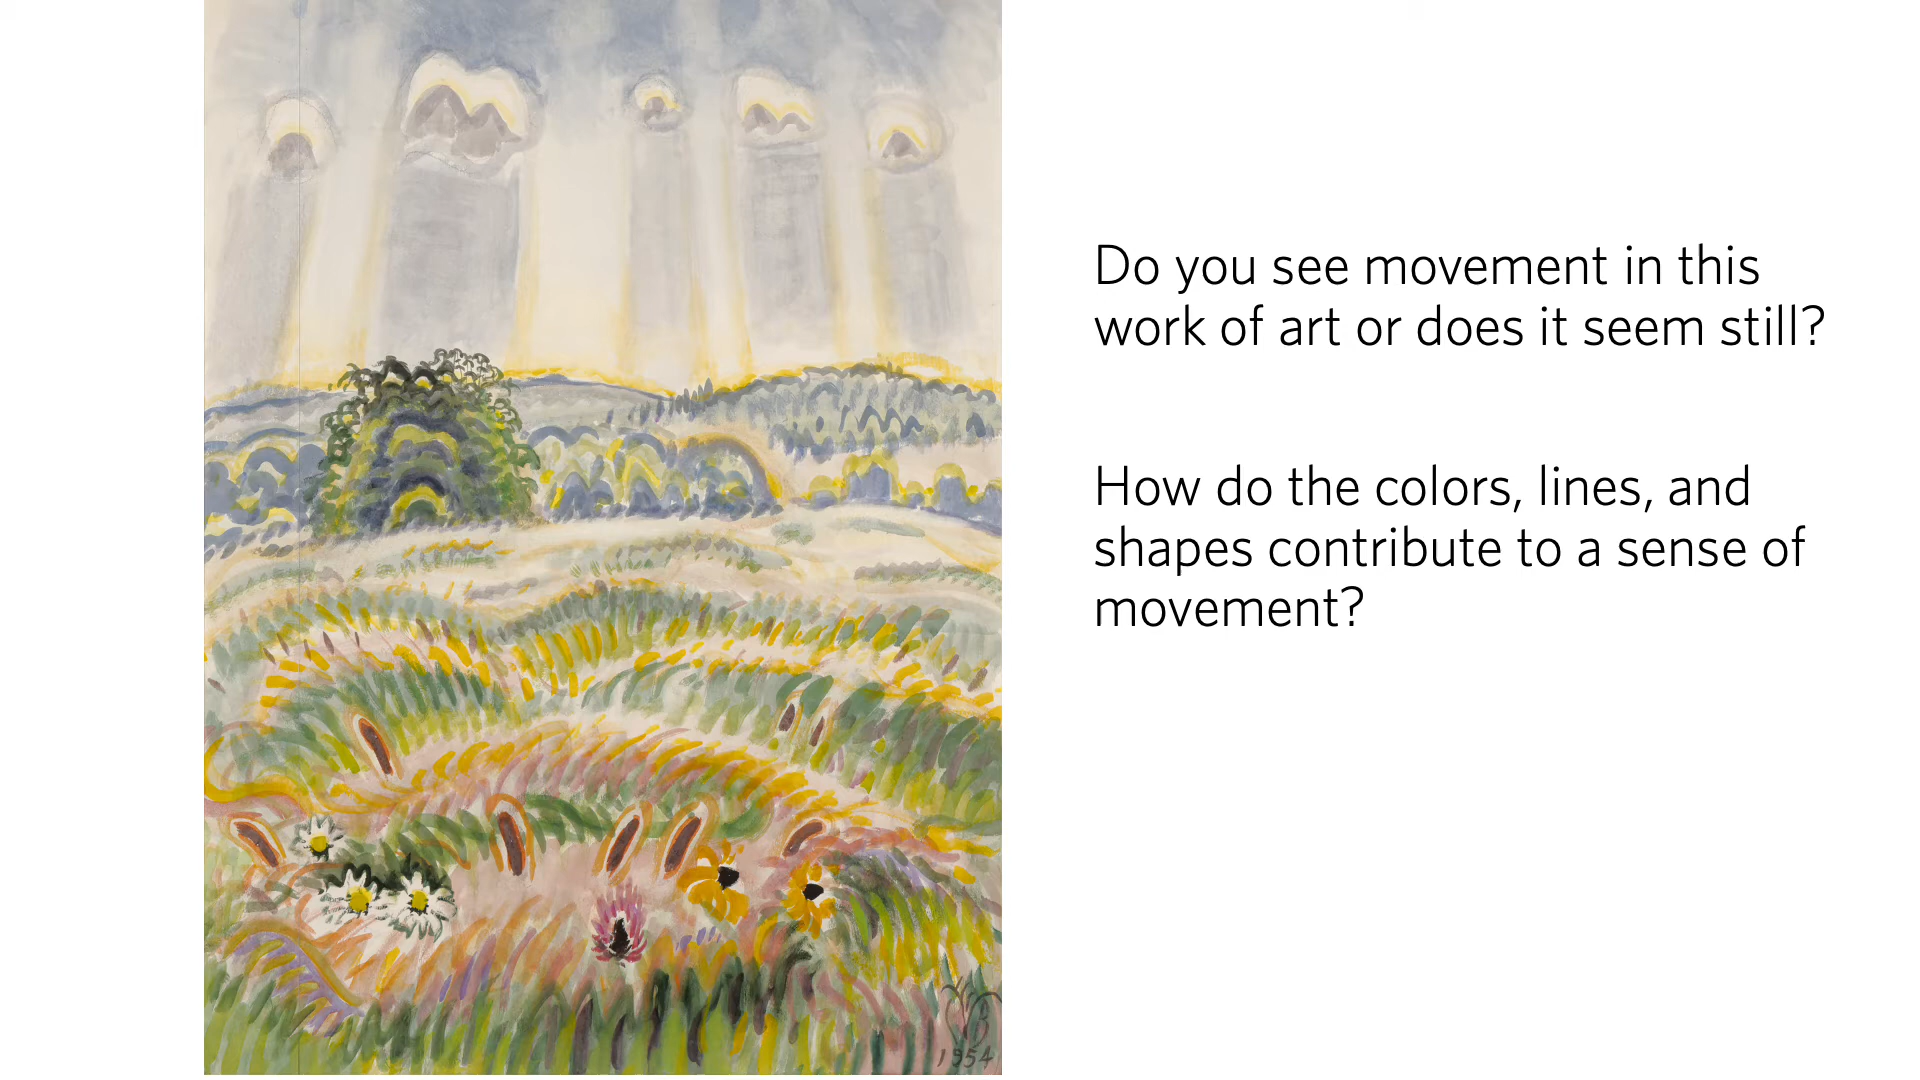 Do you see movement in this
work of art or does it seem still?
How do the colors, lines, and
shapes contribute to a sense of
movement?
B
1954